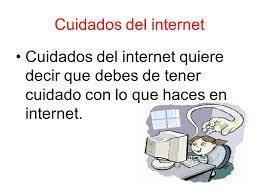 Cuidados del internet
• Cuidados del internet quiere
decir que debes de tener
cuidado con lo que haces en
internet.